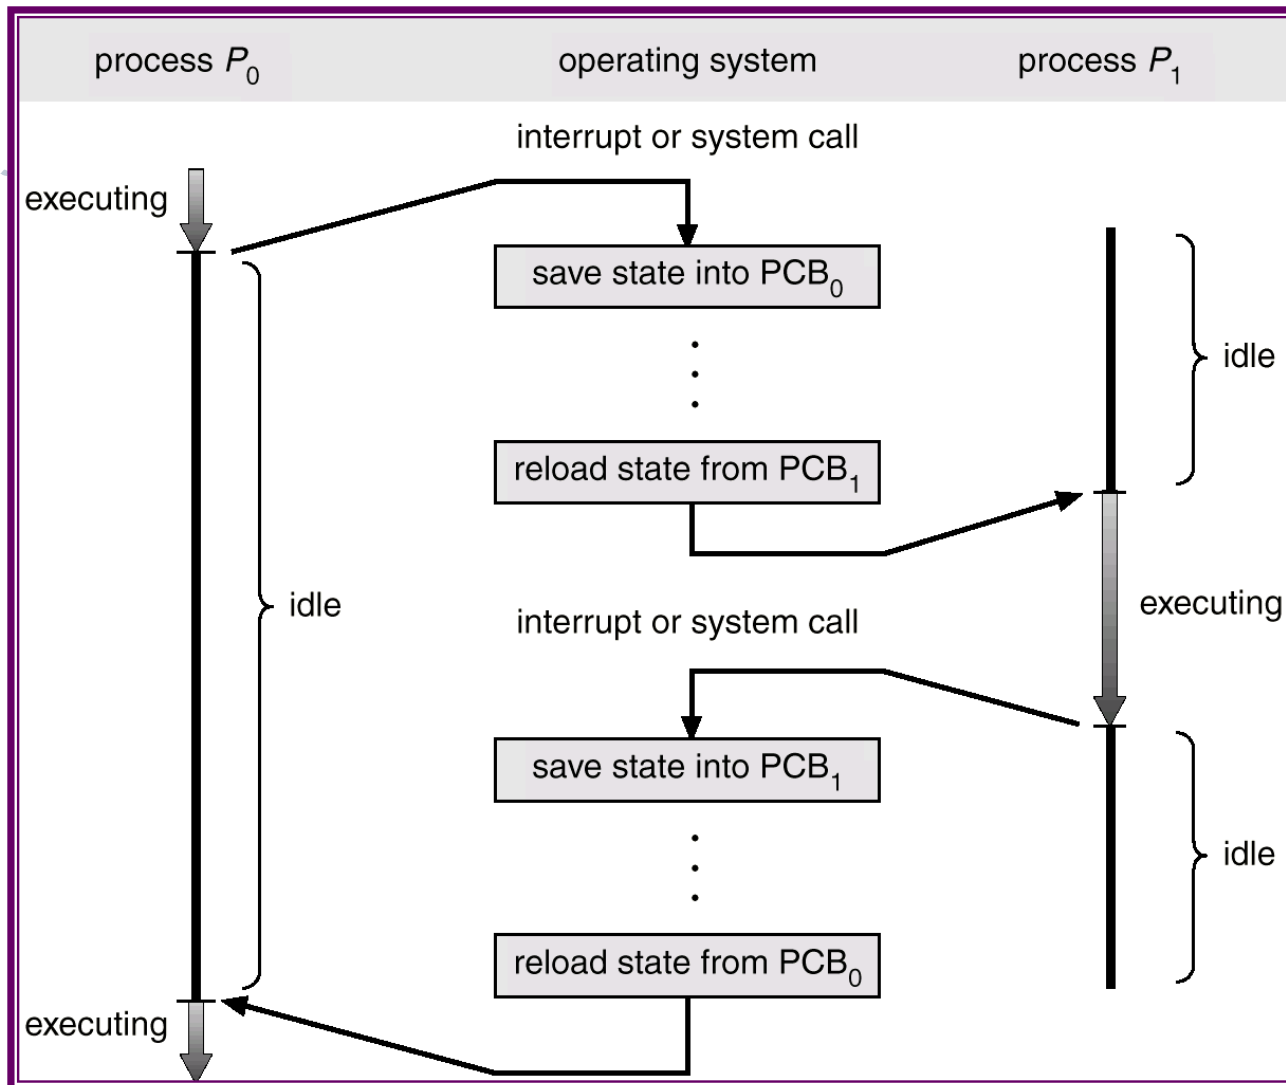 process P0
operating system
process P1
interrupt or system call
executing
save state into PCB0
idle
reload state from PCB1
idle
executing
interrupt or system call
save state into PCB1
idle
reload state from PCB0
executing